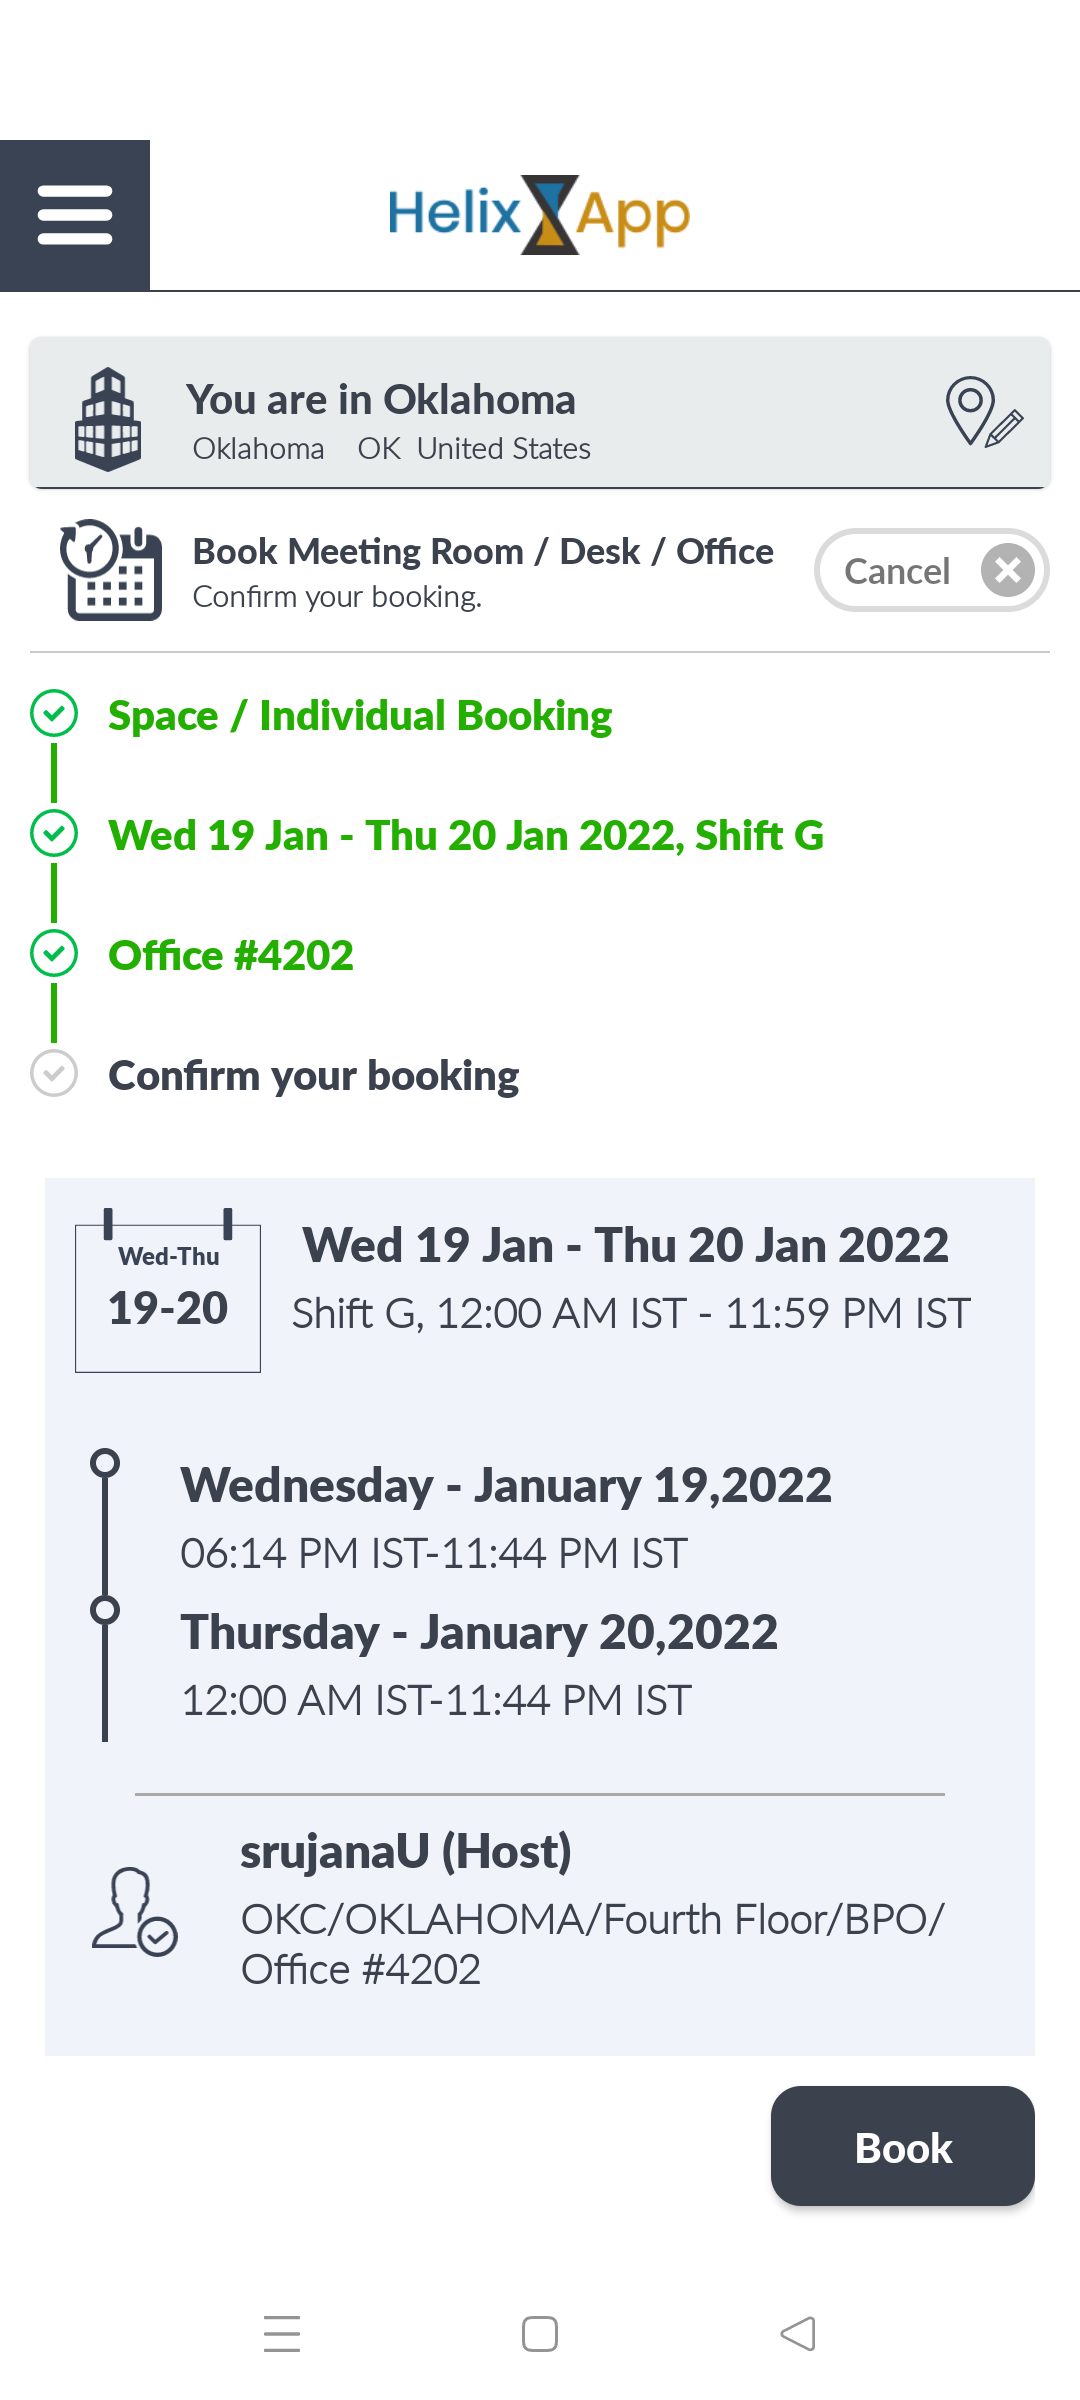 Helix App
You are in Oklahoma
Oklahoma OK United States
Book Meeting Room / Desk / Office
Confirm your booking.
Cancel
Space / Individual Booking
Wed 19 Jan - Thu 20 Jan 2022, Shift G
Office #4202
Confirm your booking
Wed-Thu
19-20
Wed 19 Jan - Thu 20 Jan 2022
Shift G, 12:00 AM IST - 11:59 PM IST
Wednesday - January 19,2022
06:14 PM IST-11:44 PM IST
Thursday - January 20,2022
12:00 AM IST-11:44 PM IST
srujanaU (Host)
OKC/OKLAHOMA/Fourth Floor/BPO/
Office #4202
Book